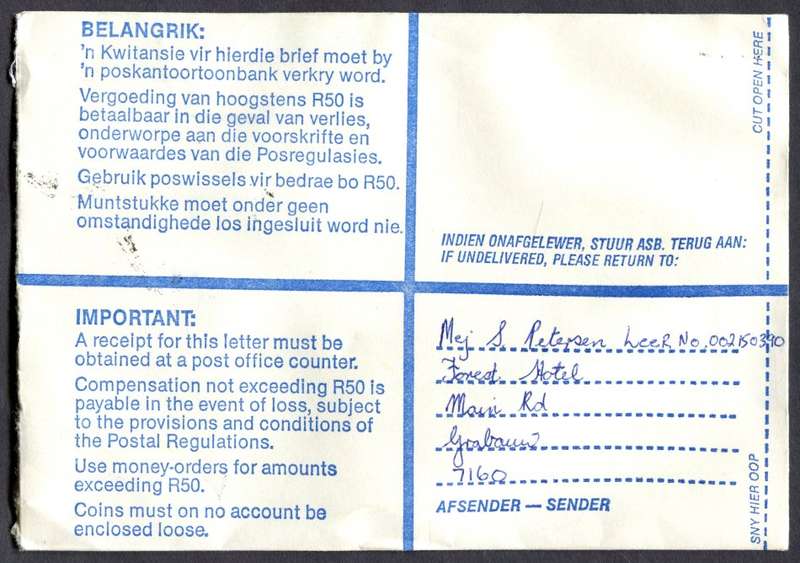 BELANGRIK:
'n Kwitansie vir hierdie brief moet by
'n poskantoortoonbank verkry word.
Vergoeding van hoogstens R50 is
betaalbaar in die geval van verlies,
onderworpe aan die voorskrifte en
voorwaardes van die Posregulasies.
Gebruik poswissels vir bedrae bo R50.
Muntstukke moet onder geen
omstandighede los ingesluit word nie.
CUT OPEN HERE
INDIEN ONAFGELEWER, STUUR ASB. TERUG AAN:
IF UNDELIVERED, PLEASE RETURN TO:
IMPORTANT:
A receipt for this letter must be
obtained at a post office counter.
Compensation not exceeding R50 is
payable in the event of loss, subject
to the provisions and conditions of
the Postal Regulations.
Use money-orders for amounts
exceeding R50.
Coins must on no account be
enclosed loose.
Mej S. Petersen Leer No. 002150390
Forest Hotel
Main Rd
Grabouw
7160
AFSENDER — SENDER
SNY HIER OOP